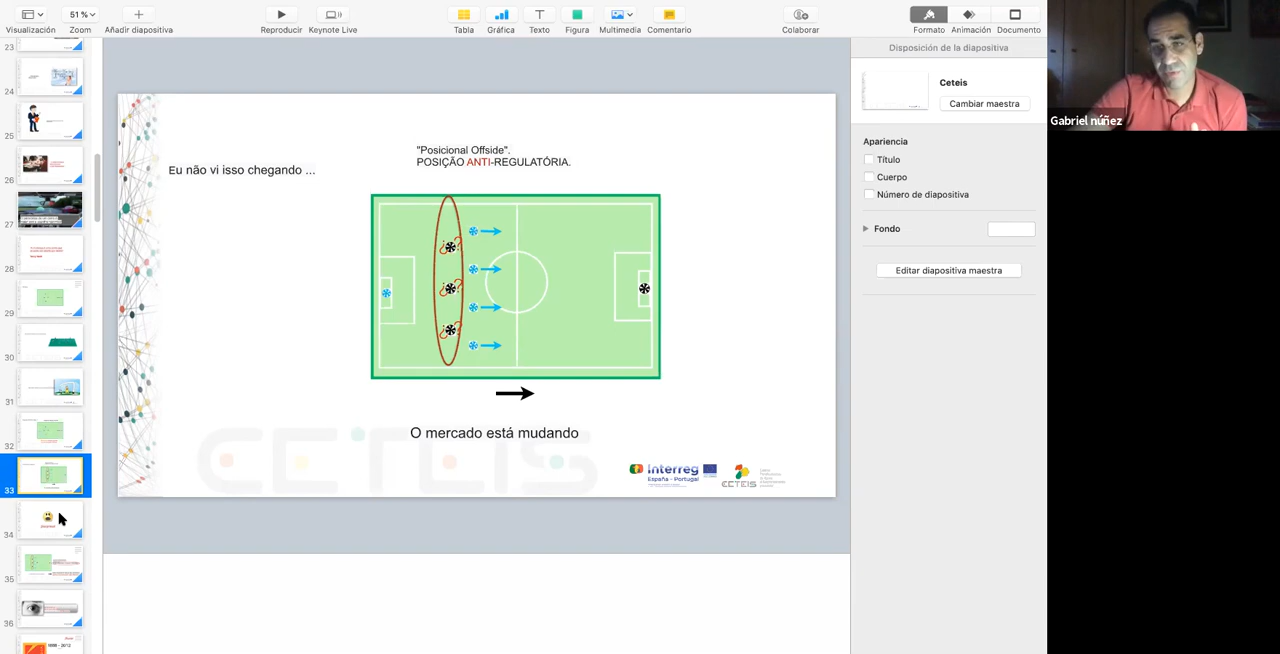 51 %
Visualización
Zoom
Añadir diapositiva
Reproducir
Keynote Live
Tabla
Gráfica
Texto
Figura
Multimedia
Comentario
Colaborar
Formato
Animación
Documento
Disposición de la diapositiva
Ceteis
Cambiar maestra
Apariencia
Título
Cuerpo
Número de diapositiva
Fondo
Editar diapositiva maestra
Gabriel núñez
23
24
25
26
27
28
29
30
31
32
33
34
35
36
"Posicional Offside".
POSIÇÃO ANTI-REGULATÓRIA.
Eu não vi isso chegando ...
¿ ?
¿ ?
¿ ?
O mercado está mudando
CETEIS
Interreg
España - Portugal
CCTEIS